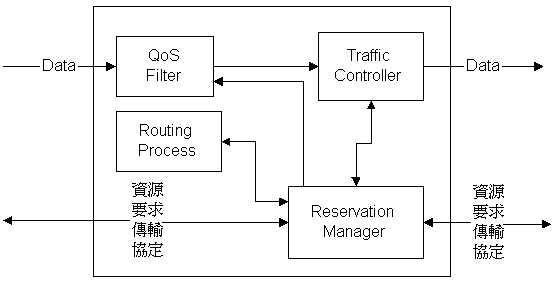 QoS
Filter
Traffic
Controller
Data
Data
Routing
Process
資源
要求
傳輸
協定
Reservation
Manager
資源
要求
傳輸
協定